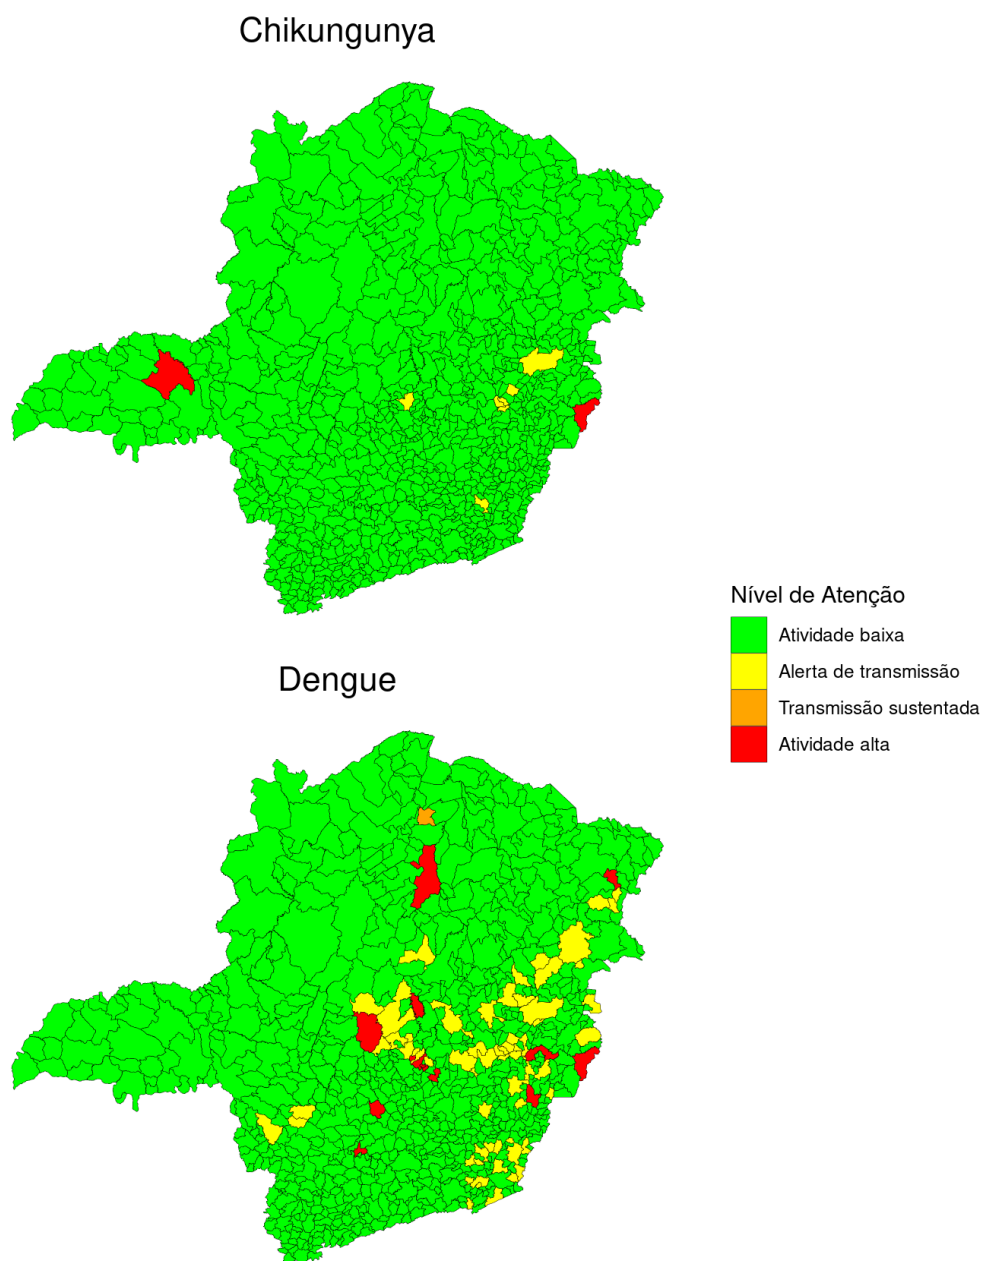 Chikungunya
Nível de Atenção
Atividade baixa
Alerta de transmissão
Transmissão sustentada
Atividade alta
Dengue